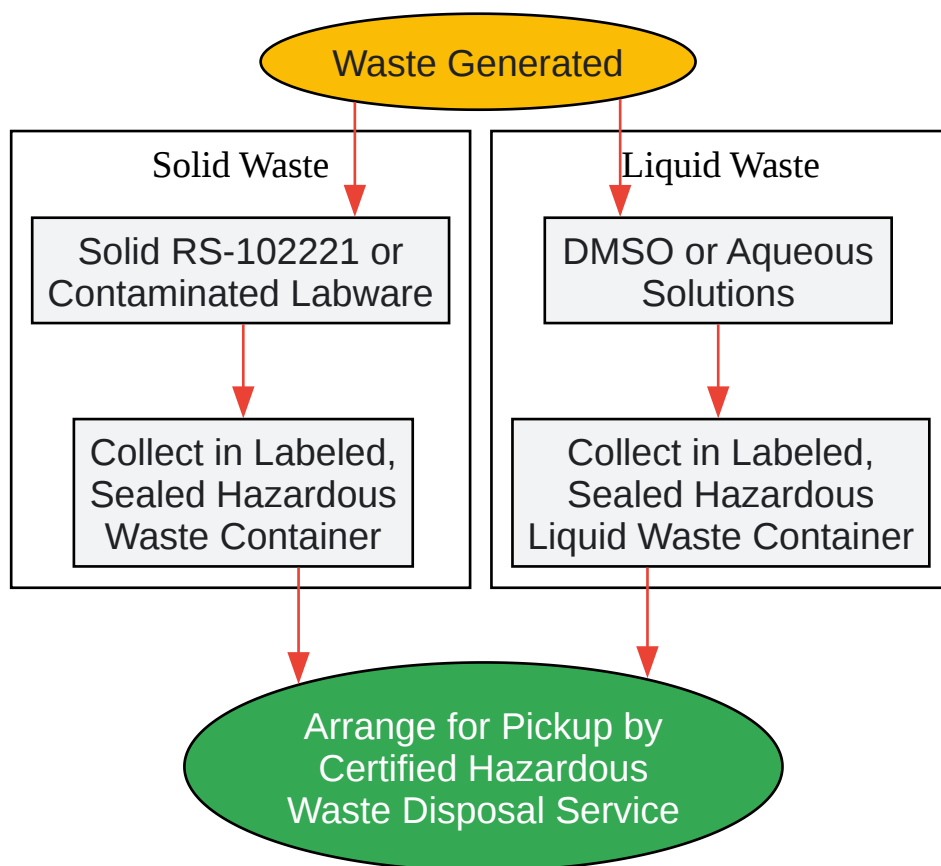 Waste Generated
Solid Waste
Solid RS-102221 or
Contaminated Labware
Collect in Labeled,
Sealed Hazardous
Waste Container
Liquid Waste
DMSO or Aqueous
Solutions
Collect in Labeled,
Sealed Hazardous
Liquid Waste Container
Arrange for Pickup by
Certified Hazardous
Waste Disposal Service